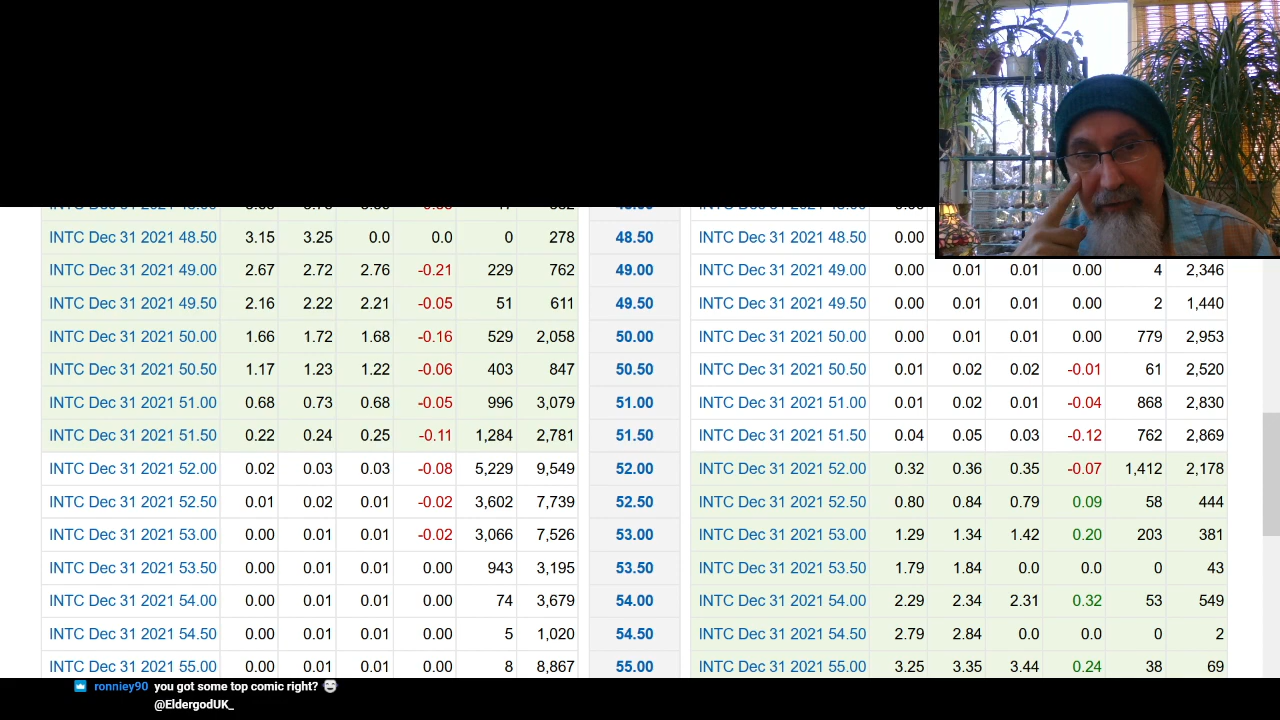 INTC Dec 31 2021 48.50 3.15 3.25 0.0 0.0 0 278 48.50 INTC Dec 31 2021 48.50 0.00
INTC Dec 31 2021 49.00 2.67 2.72 2.76 -0.21 229 762 49.00 INTC Dec 31 2021 49.00 0.00 0.01 0.01 0.00 4 2,346
INTC Dec 31 2021 49.50 2.16 2.22 2.21 -0.05 51 611 49.50 INTC Dec 31 2021 49.50 0.00 0.01 0.01 0.00 2 1,440
INTC Dec 31 2021 50.00 1.66 1.72 1.68 -0.16 529 2,058 50.00 INTC Dec 31 2021 50.00 0.00 0.01 0.01 0.00 779 2,953
INTC Dec 31 2021 50.50 1.17 1.23 1.22 -0.06 403 847 50.50 INTC Dec 31 2021 50.50 0.01 0.02 0.02 -0.01 61 2,520
INTC Dec 31 2021 51.00 0.68 0.73 0.68 -0.05 996 3,079 51.00 INTC Dec 31 2021 51.00 0.01 0.02 0.01 -0.04 868 2,830
INTC Dec 31 2021 51.50 0.22 0.24 0.25 -0.11 1,284 2,781 51.50 INTC Dec 31 2021 51.50 0.04 0.05 0.03 -0.12 762 2,869
INTC Dec 31 2021 52.00 0.02 0.03 0.03 -0.08 5,229 9,549 52.00 INTC Dec 31 2021 52.00 0.32 0.36 0.35 -0.07 1,412 2,178
INTC Dec 31 2021 52.50 0.01 0.02 0.01 -0.02 3,602 7,739 52.50 INTC Dec 31 2021 52.50 0.80 0.84 0.79 0.09 58 444
INTC Dec 31 2021 53.00 0.00 0.01 0.01 -0.02 3,066 7,526 53.00 INTC Dec 31 2021 53.00 1.29 1.34 1.42 0.20 203 381
INTC Dec 31 2021 53.50 0.00 0.01 0.01 0.00 943 3,195 53.50 INTC Dec 31 2021 53.50 1.79 1.84 0.0 0.0 0 43
INTC Dec 31 2021 54.00 0.00 0.01 0.01 0.00 74 3,679 54.00 INTC Dec 31 2021 54.00 2.29 2.34 2.31 0.32 53 549
INTC Dec 31 2021 54.50 0.00 0.01 0.01 0.00 5 1,020 54.50 INTC Dec 31 2021 54.50 2.79 2.84 0.0 0.0 0 2
INTC Dec 31 2021 55.00 0.00 0.01 0.01 0.00 8 8,867 55.00 INTC Dec 31 2021 55.00 3.25 3.35 3.44 0.24 38 69
ronniey90 you got some top comic right?
@EldergodUK_